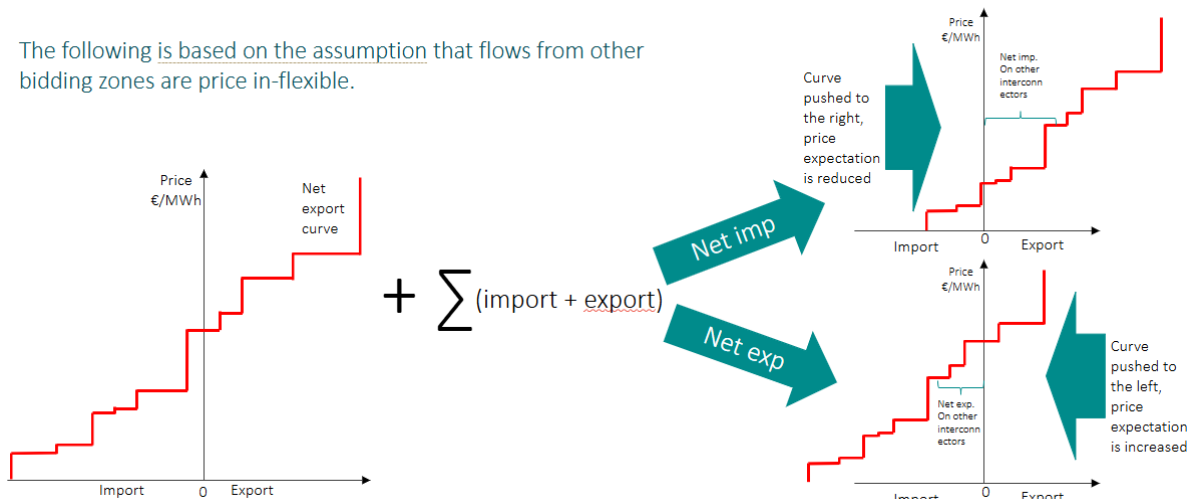 The following is based on the assumption that flows from other
bidding zones are price in-flexible.
Price
€/MWh
Net
export
curve
Import
0
Export
+ ∑(import + export)
Net imp
Net exp
Curve
pushed to
the right,
price
expectation
is reduced
Price
€/MWh
Net imp.
On other
interconn
ectors
Import
0
Export
Price
€/MWh
Net exp.
On other
interconn
ectors
Import
0
Export
Curve
pushed to
the left,
price
expectation
is increased